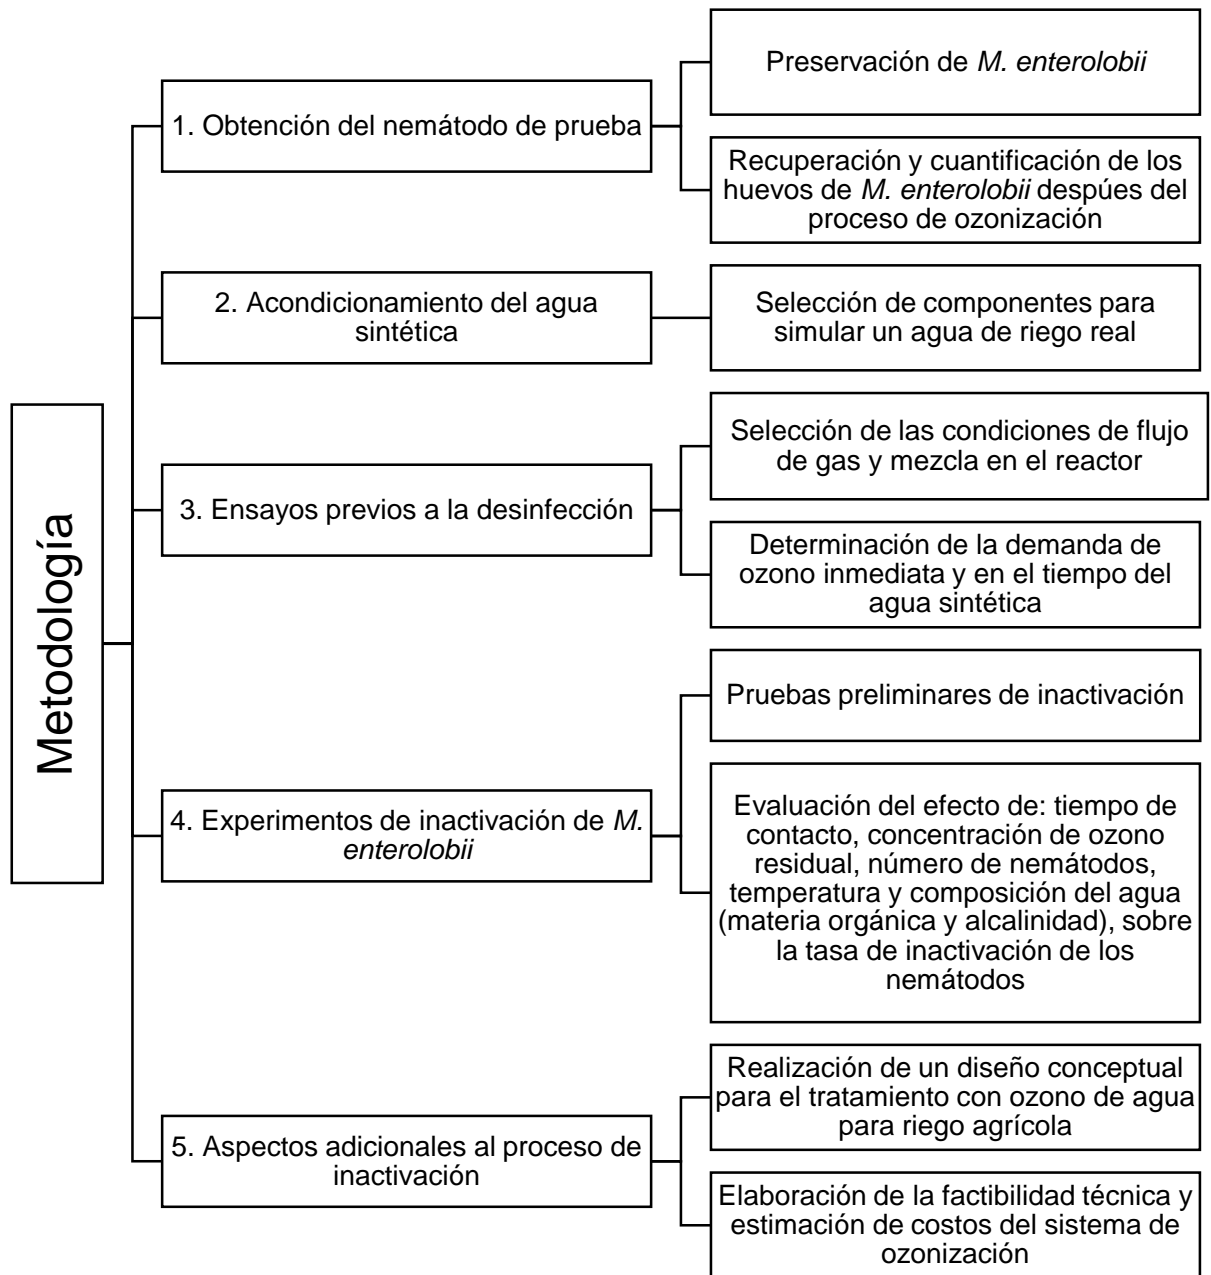 Metodología
1. Obtención del nemátodo de prueba
Preservación de M. enterolobii
Recuperación y cuantificación de los
huevos de M. enterolobii despúes del
proceso de ozonización
2. Acondicionamiento del agua
sintética
Selección de componentes para
simular un agua de riego real
3. Ensayos previos a la desinfección
Selección de las condiciones de flujo
de gas y mezcla en el reactor
Determinación de la demanda de
ozono inmediata y en el tiempo del
agua sintética
4. Experimentos de inactivación de M.
enterolobii
Pruebas preliminares de inactivación
Evaluación del efecto de: tiempo de
contacto, concentración de ozono
residual, número de nemátodos,
temperatura y composición del agua
(materia orgánica y alcalinidad), sobre
la tasa de inactivación de los
nemátodos
5. Aspectos adicionales al proceso de
inactivación
Realización de un diseño conceptual
para el tratamiento con ozono de agua
para riego agrícola
Elaboración de la factibilidad técnica y
estimación de costos del sistema de
ozonización